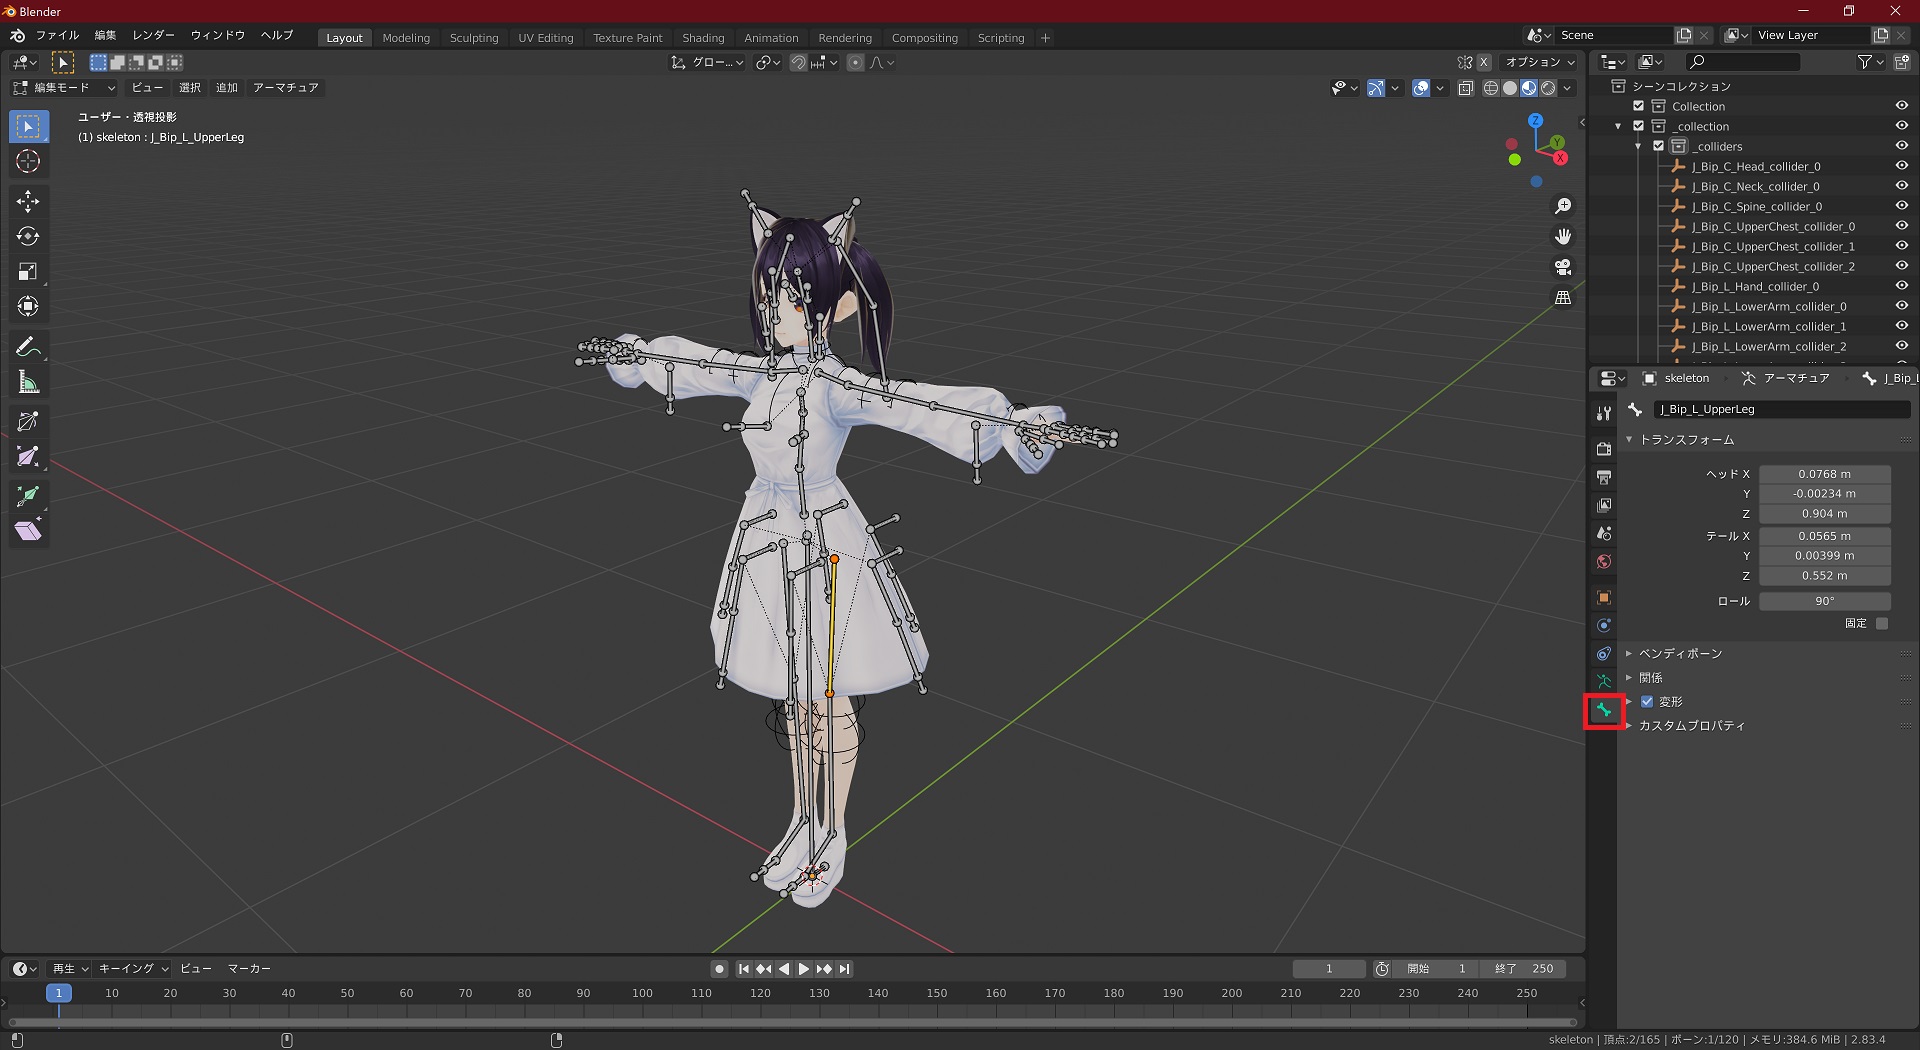 Blender
ファイル 編集 レンダー ウィンドウ ヘルプ Layout Modeling Sculpting UV Editing Texture Paint Shading Animation Rendering Compositing Scripting + Scene View Layer
グロー... X オプション
編集モード ビュー 選択 追加 アーマチュア
ユーザー・透視投影
(1) skeleton : J_Bip_L_UpperLeg
Z
Y
X
シーンコレクション
Collection
_collection
_colliders
J_Bip_C_Head_collider_0
J_Bip_C_Neck_collider_0
J_Bip_C_Spine_collider_0
J_Bip_C_UpperChest_collider_0
J_Bip_C_UpperChest_collider_1
J_Bip_C_UpperChest_collider_2
J_Bip_L_Hand_collider_0
J_Bip_L_LowerArm_collider_0
J_Bip_L_LowerArm_collider_1
J_Bip_L_LowerArm_collider_2
skeleton アーマチュア J_Bip_L
J_Bip_L_UpperLeg
トランスフォーム
ヘッド X 0.0768 m
Y -0.00234 m
Z 0.904 m
テール X 0.0565 m
Y 0.00399 m
Z 0.552 m
ロール 90°
固定
ベンディボーン
関係
変形
カスタムプロパティ
再生 キーイング ビュー マーカー 1 開始 1 終了 250
1 10 20 30 40 50 60 70 80 90 100 110 120 130 140 150 160 170 180 190 200 210 220 230 240 250
skeleton | 頂点:2/165 | ボーン:1/120 | メモリ:384.6 MiB | 2.83.4